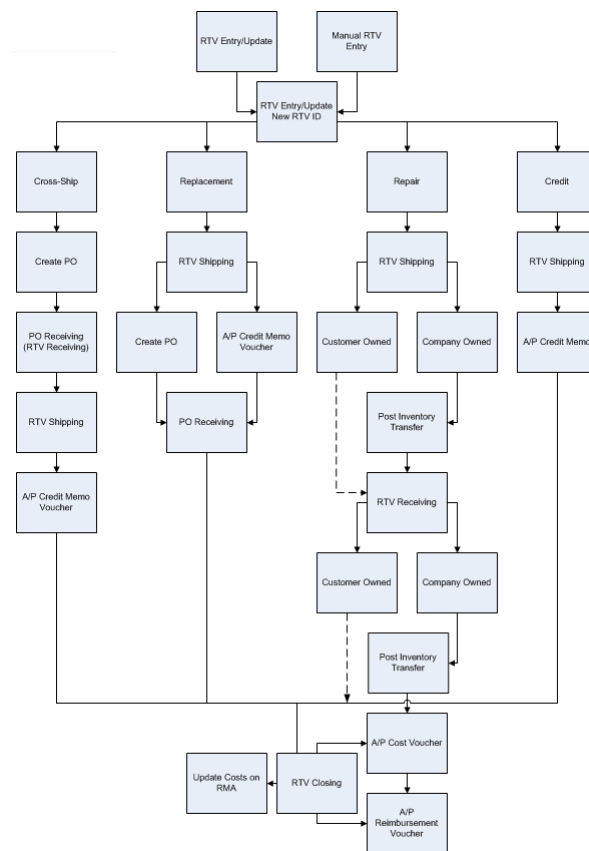 RTV Entry/Update
Manual RTV
Entry
RTV Entry/Update
New RTV ID
Cross-Ship
Replacement
Repair
Credit
Create PO
RTV Shipping
RTV Shipping
RTV Shipping
PO Receiving
(RTV Receiving)
Create PO
A/P Credit Memo
Voucher
Customer Owned
Company Owned
A/P Credit Memo
RTV Shipping
PO Receiving
Post Inventory
Transfer
A/P Credit Memo
Voucher
RTV Receiving
Customer Owned
Company Owned
Post Inventory
Transfer
Update Costs on
RMA
RTV Closing
A/P Cost Voucher
A/P
Reimbursement
Voucher